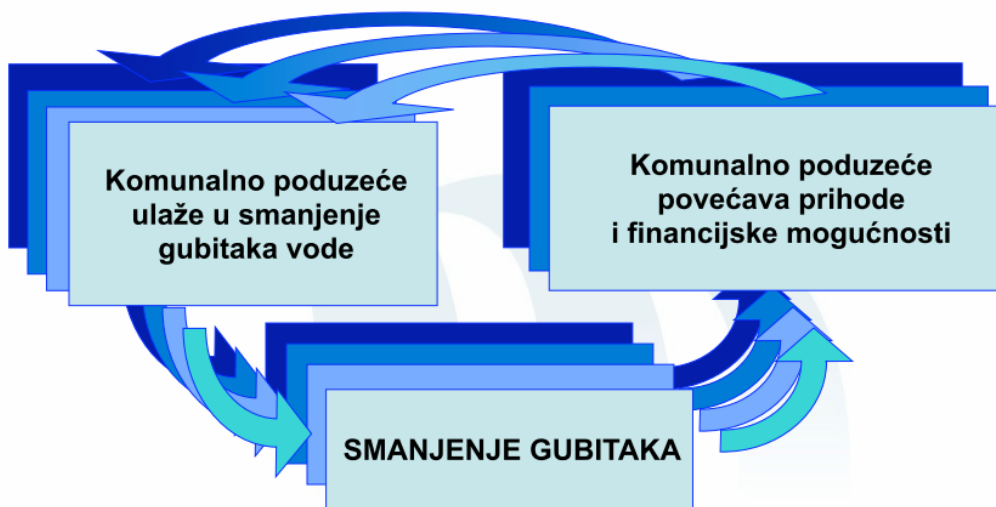 Komunalno poduzeće
ulaže u smanjenje
gubitaka vode
Komunalno poduzeće
povećava prihode
i financijske mogućnosti
SMANJENJE GUBITAKA